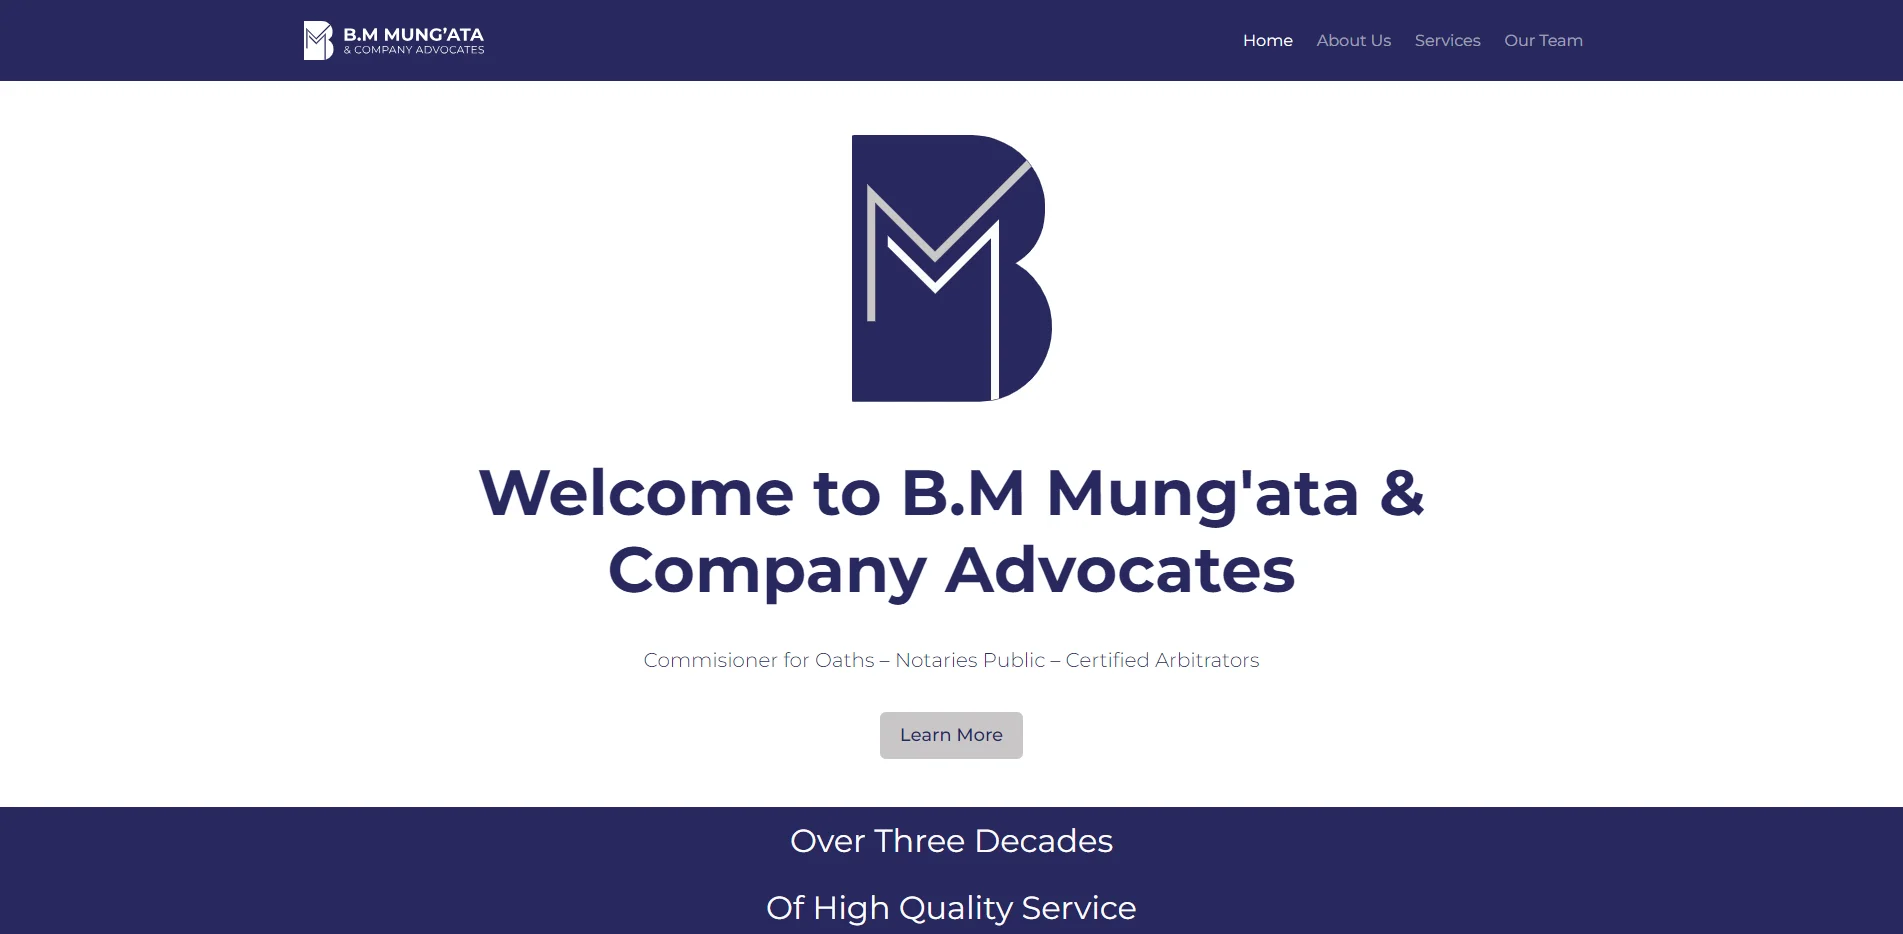 B.M MUNG’ATA
& COMPANY ADVOCATES
Home About Us Services Our Team
Welcome to B.M Mung'ata &
Company Advocates
Commisioner for Oaths – Notaries Public – Certified Arbitrators
Learn More
Over Three Decades
Of High Quality Service